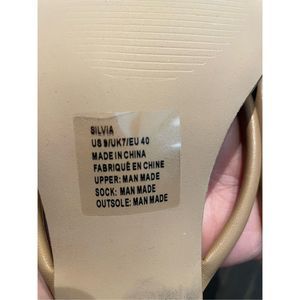 SILVIA
US 9/UK7/EU 40
MADE IN CHINA
FABRIQUÉ EN CHINE
UPPER: MAN MADE
SOCK: MAN MADE
OUTSOLE: MAN MADE